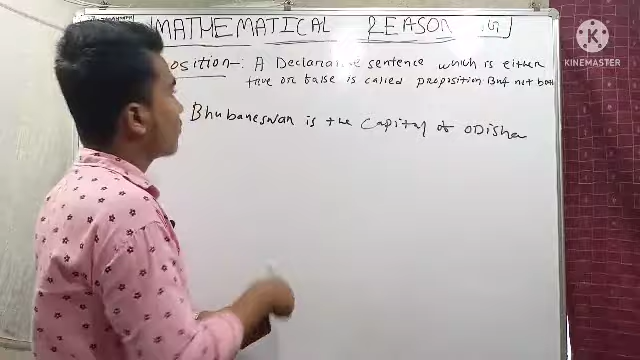 MATHEMATICAL REASON
KINEMASTER
osition-: A Declarative sentence which is either
true or false is called proposition But not both
Bhubaneswar is the Capital of ODisha